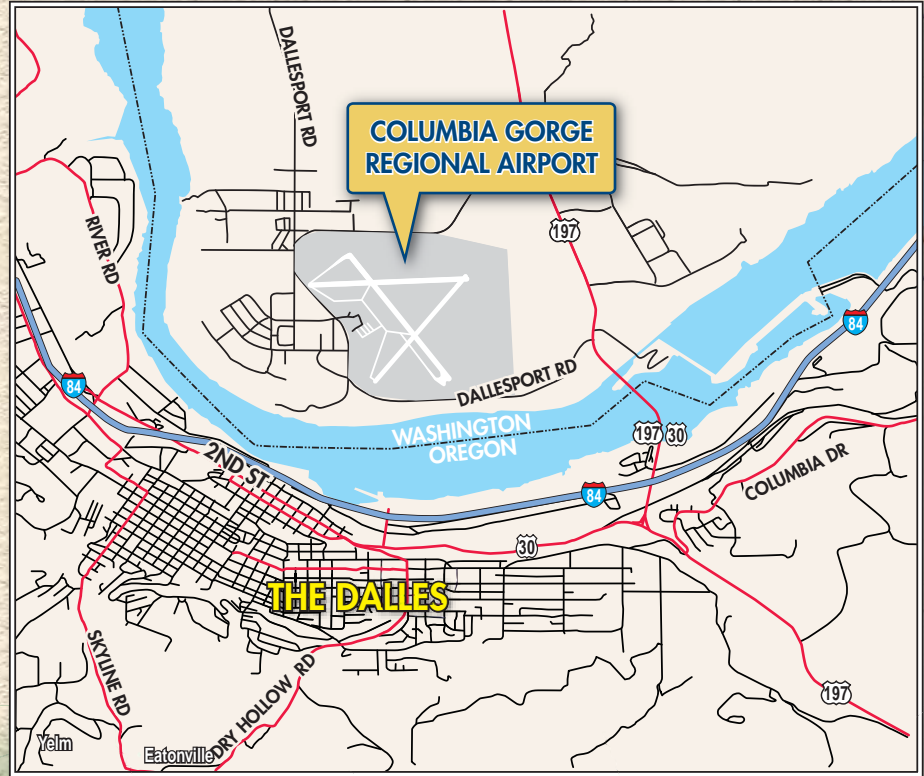 DALLESPORT RD
COLUMBIA GORGE
REGIONAL AIRPORT
197
RIVER RD
84
84
DALLESPORT RD
WASHINGTON
OREGON
197 30
2ND ST
COLUMBIA DR
84
30
THE DALLES
SKYLINE RD
DRY HOLLOW RD
197
Yelm
Eatonville